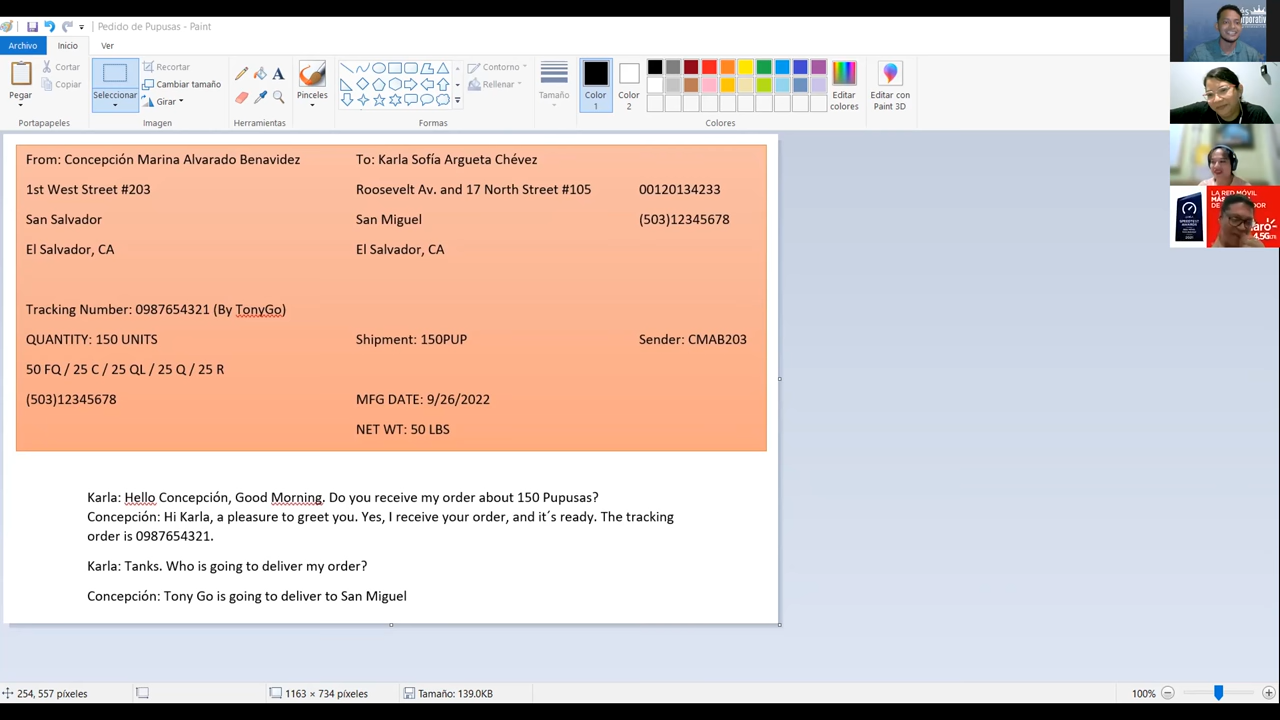 Pedido de Pupusas - Paint
Archivo Inicio Ver
Pegar
Cortar
Copiar
Portapapeles
Seleccionar
Recortar
Cambiar tamaño
Girar
Imagen
Herramientas
Pinceles
Contorno
Rellenar
Formas
Tamaño
Color 1
Color 2
Editar colores
Colores
Editar con Paint 3D
From: Concepción Marina Alvarado Benavidez To: Karla Sofía Argueta Chévez
1st West Street #203 Roosevelt Av. and 17 North Street #105 00120134233
San Salvador San Miguel (503)12345678
El Salvador, CA El Salvador, CA
Tracking Number: 0987654321 (By TonyGo)
QUANTITY: 150 UNITS Shipment: 150PUP Sender: CMAB203
50 FQ / 25 C / 25 QL / 25 Q / 25 R
(503)12345678 MFG DATE: 9/26/2022
NET WT: 50 LBS
Karla: Hello Concepción, Good Morning. Do you receive my order about 150 Pupusas?
Concepción: Hi Karla, a pleasure to greet you. Yes, I receive your order, and it´s ready. The tracking
order is 0987654321.
Karla: Tanks. Who is going to deliver my order?
Concepción: Tony Go is going to deliver to San Miguel
LA RED MÓVIL
254, 557 píxeles 1163 × 734 píxeles Tamaño: 139.0KB 100%